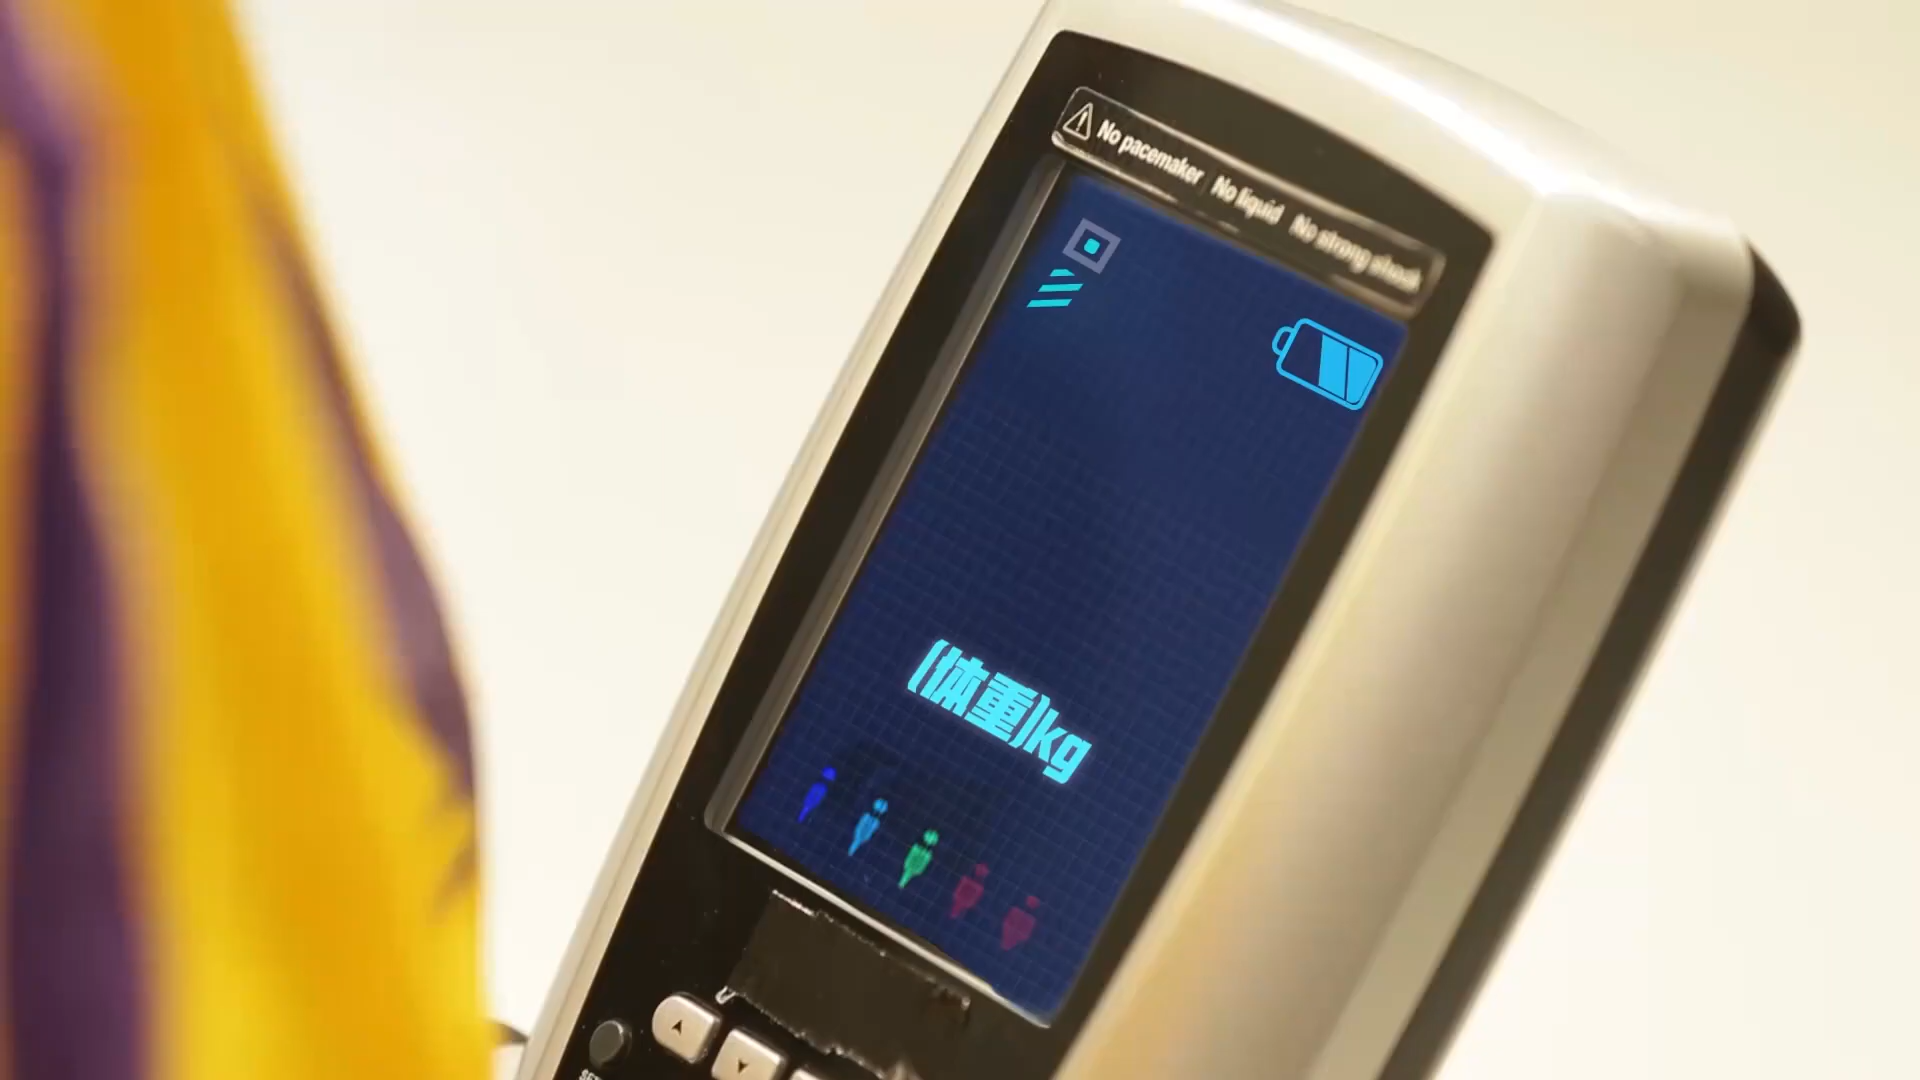 No pacemaker No liquid No strong shock
(体重)kg